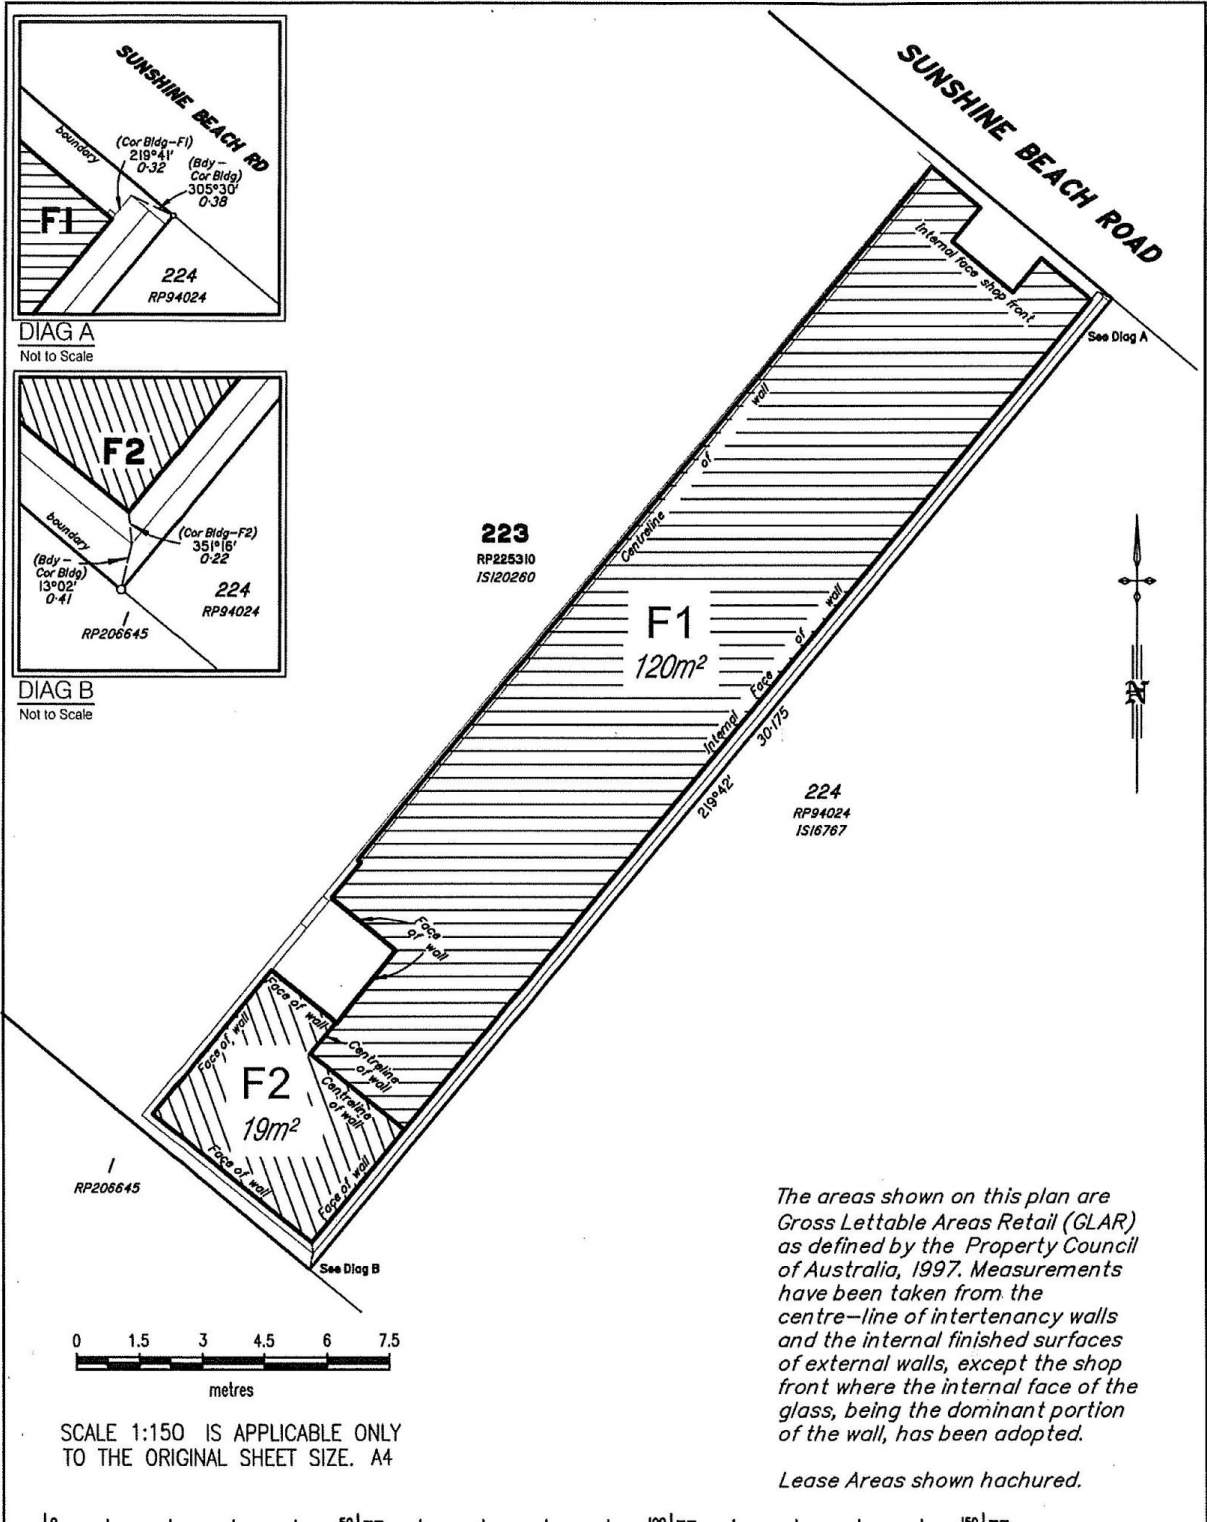 SUNSHINE BEACH RD
boundary
(Cor Bldg-F1)
219°41'
0·32
(Bdy -
Cor Bldg)
305°30'
0·38
F1
224
RP94024
DIAG A
Not to Scale
F2
boundary
(Cor Bldg-F2)
351°16'
0·22
(Bdy -
Cor Bldg)
13°02'
0·41
224
RP94024
1
RP206645
DIAG B
Not to Scale
SUNSHINE BEACH ROAD
Internal face shop front
See Diag A
Centreline of wall
223
RP225310
IS120260
F1
120m²
Internal Face of wall
30·175
219°42'
224
RP94024
IS16767
N
Face
of wall
Face of wall
Face of wall
Centreline
of wall
Centreline
of wall
F2
19m²
Face of wall
Face of wall
1
RP206645
See Diag B
The areas shown on this plan are
Gross Lettable Areas Retail (GLAR)
as defined by the Property Council
of Australia, 1997. Measurements
have been taken from the
centre-line of intertenancy walls
and the internal finished surfaces
of external walls, except the shop
front where the internal face of the
glass, being the dominant portion
of the wall, has been adopted.
Lease Areas shown hachured.
0 1.5 3 4.5 6 7.5
metres
SCALE 1:150 IS APPLICABLE ONLY
TO THE ORIGINAL SHEET SIZE. A4